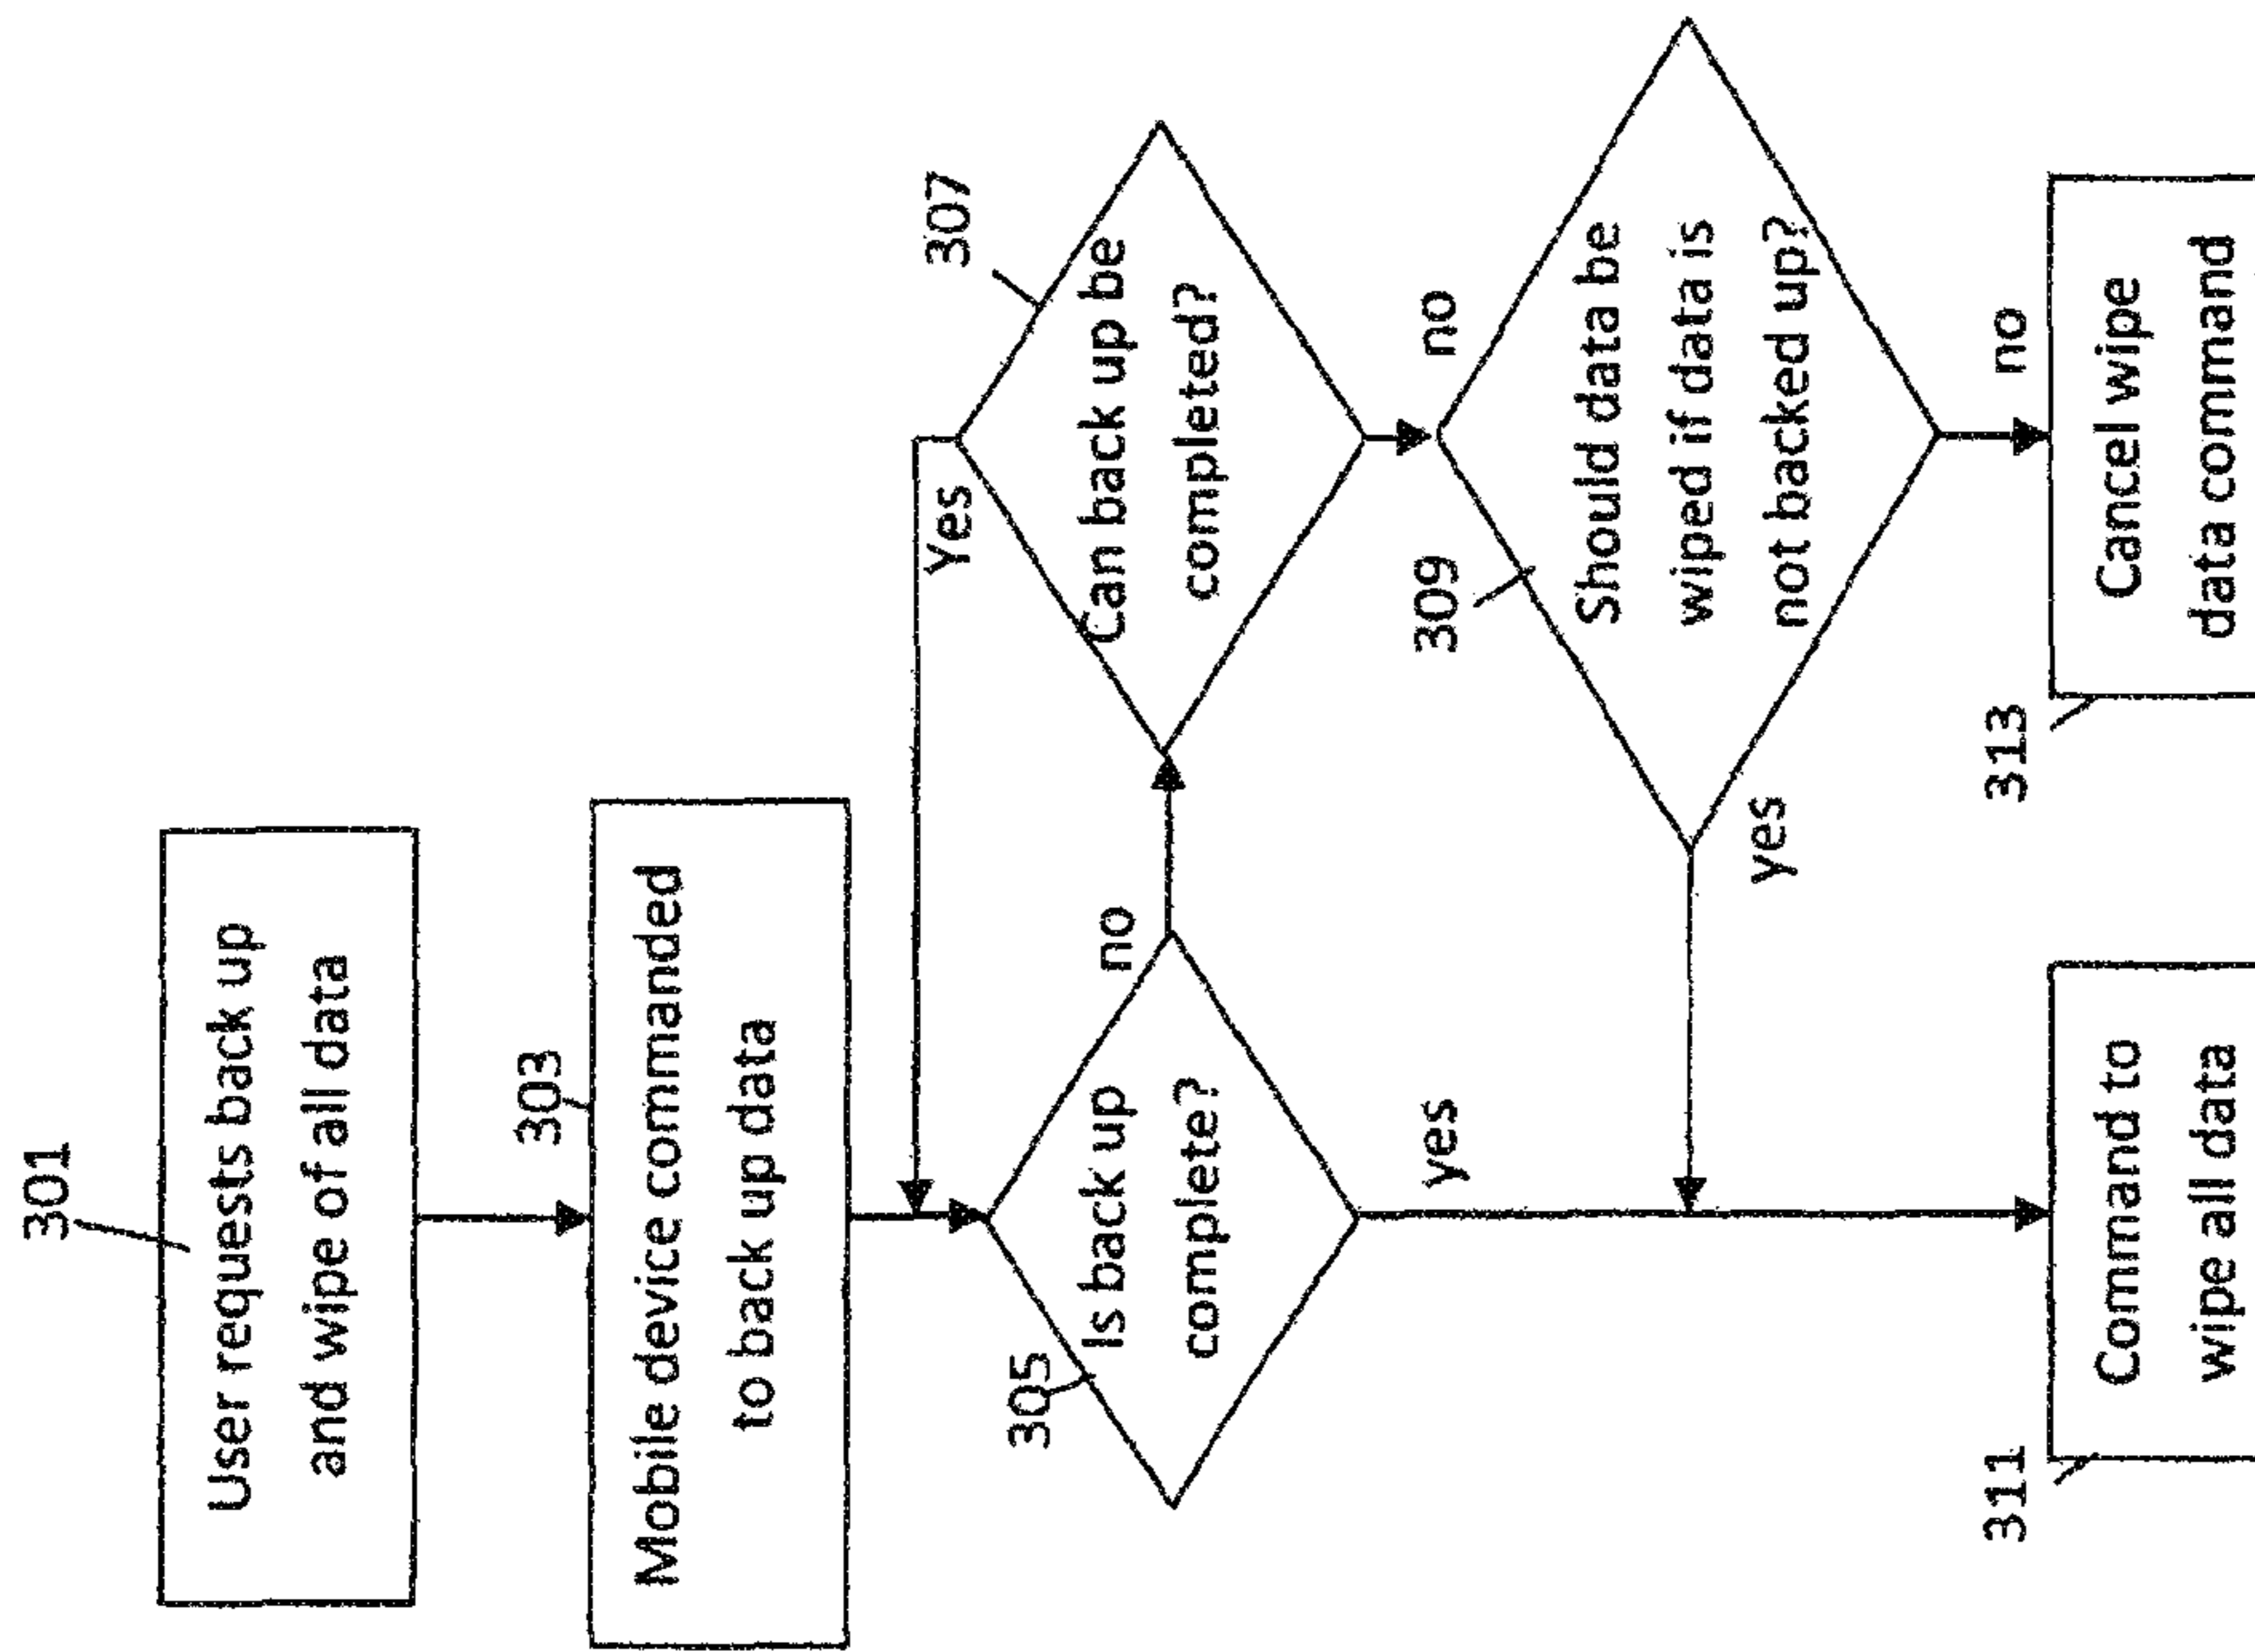 301
User requests back up
and wipe of all data
303
Mobile device commanded
to back up data
305
Is back up
complete?
no
yes
307
Can back up be
completed?
Yes
no
309
Should data be
wiped if data is
not backed up?
yes
no
311
Command to
wipe all data
313
Cancel wipe
data command